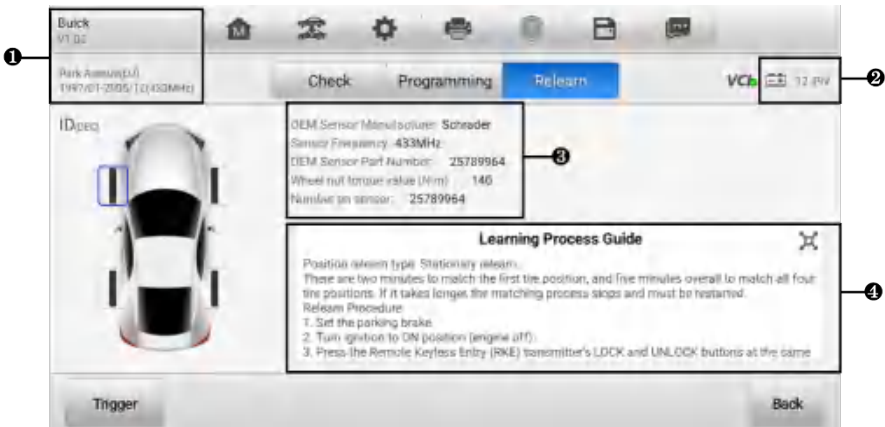 Buick
V1.02
❶
Park Avenue(U)
1997/01-2005/12(433MHz)
Check
Programming
Relearn
VCI
❷
ID(DEC)
OEM Sensor Manufacturer: Schrader
Sensor Frequency: 433MHz
❸
OEM Sensor Part Number: 25789964
Wheel nut torque value (N·m): 140
Number on sensor: 25789964
Learning Process Guide
Position relearn type: Stationary relearn.
There are two minutes to match the first tire position, and five minutes overall to match all four
tire positions. If it takes longer, the matching process stops and must be restarted.
❹
Relearn Procedure
1. Set the parking brake.
2. Turn ignition to ON position (engine off).
3. Press the Remote Keyless Entry (RKE) transmitter's LOCK and UNLOCK buttons at the same
Trigger
Back